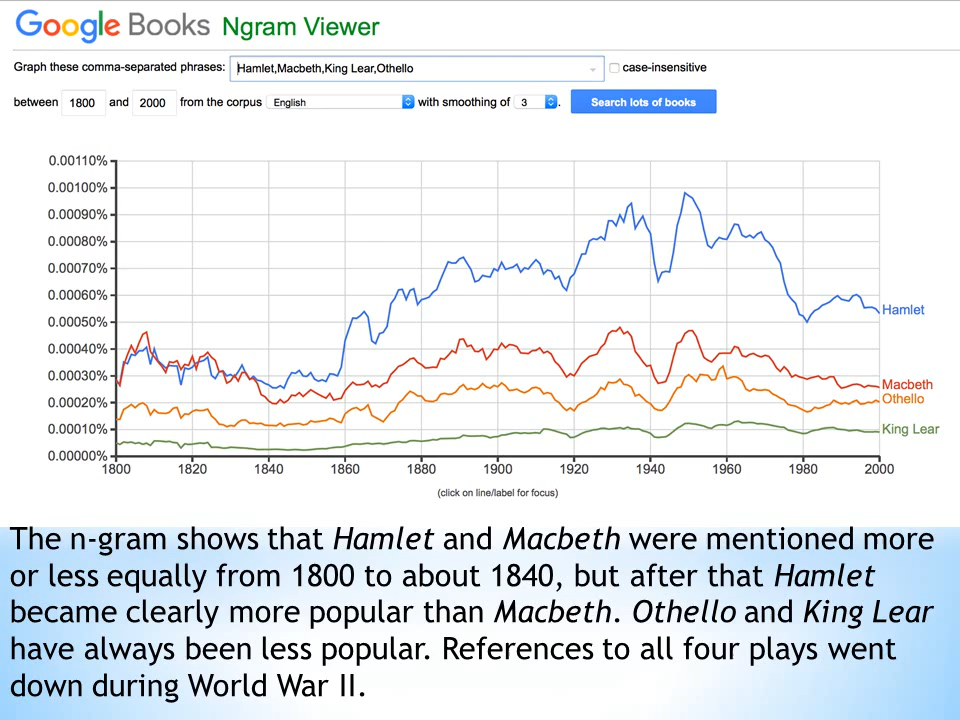 Google Books Ngram Viewer
Graph these comma-separated phrases: Hamlet,Macbeth,King Lear,Othello case-insensitive
between 1800 and 2000 from the corpus English with smoothing of 3 . Search lots of books
0.00110%
0.00100%
0.00090%
0.00080%
0.00070%
0.00060%
0.00050%
0.00040%
0.00030%
0.00020%
0.00010%
0.00000%
Hamlet
Macbeth
Othello
King Lear
1800 1820 1840 1860 1880 1900 1920 1940 1960 1980 2000
(click on line/label for focus)
The n-gram shows that Hamlet and Macbeth were mentioned more
or less equally from 1800 to about 1840, but after that Hamlet
became clearly more popular than Macbeth. Othello and King Lear
have always been less popular. References to all four plays went
down during World War II.